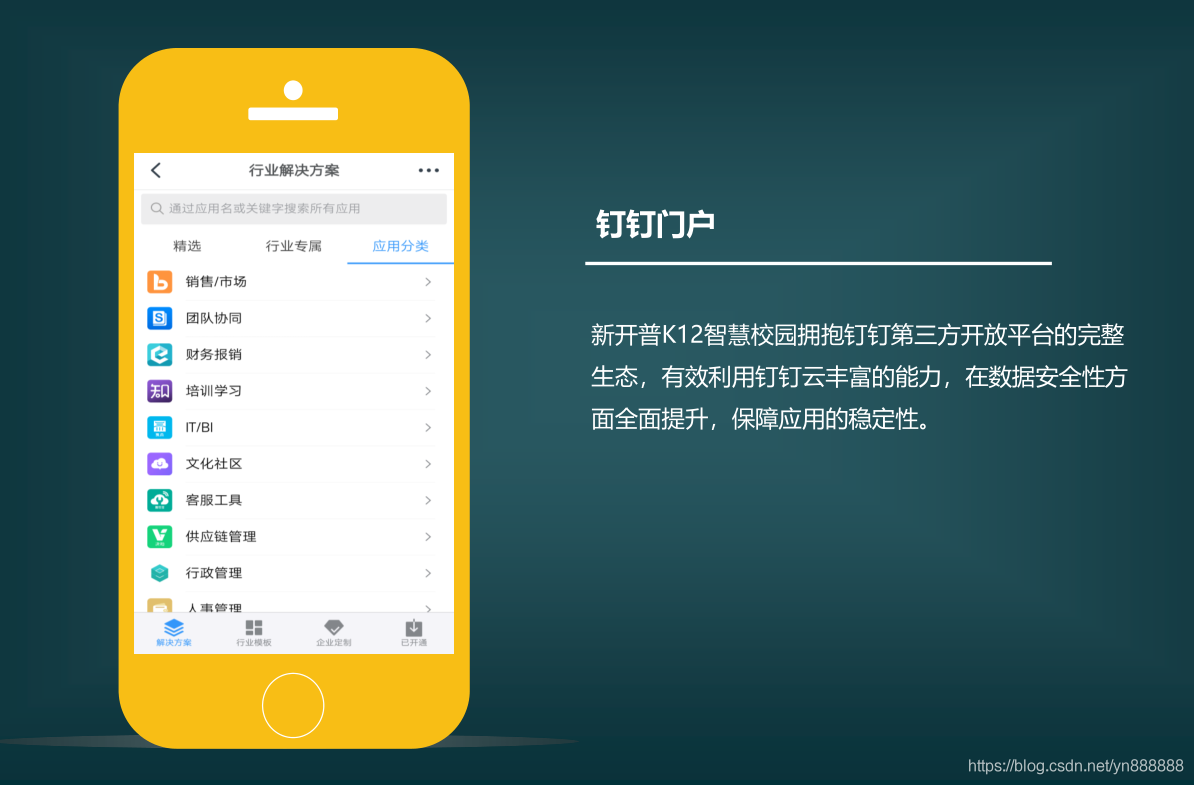 行业解决方案
通过应用名或关键字搜索所有应用
精选 行业专属 应用分类
销售/市场
团队协同
财务报销
知 培训学习
IT/BI
文化社区
客服工具
供应链管理
行政管理
人事管理
解决方案 行业模板 企业定制 已开通
钉钉门户
新开普K12智慧校园拥抱钉钉第三方开放平台的完整
生态，有效利用钉钉云丰富的能力，在数据安全性方
面全面提升，保障应用的稳定性。
https://blog.csdn.net/yn888888